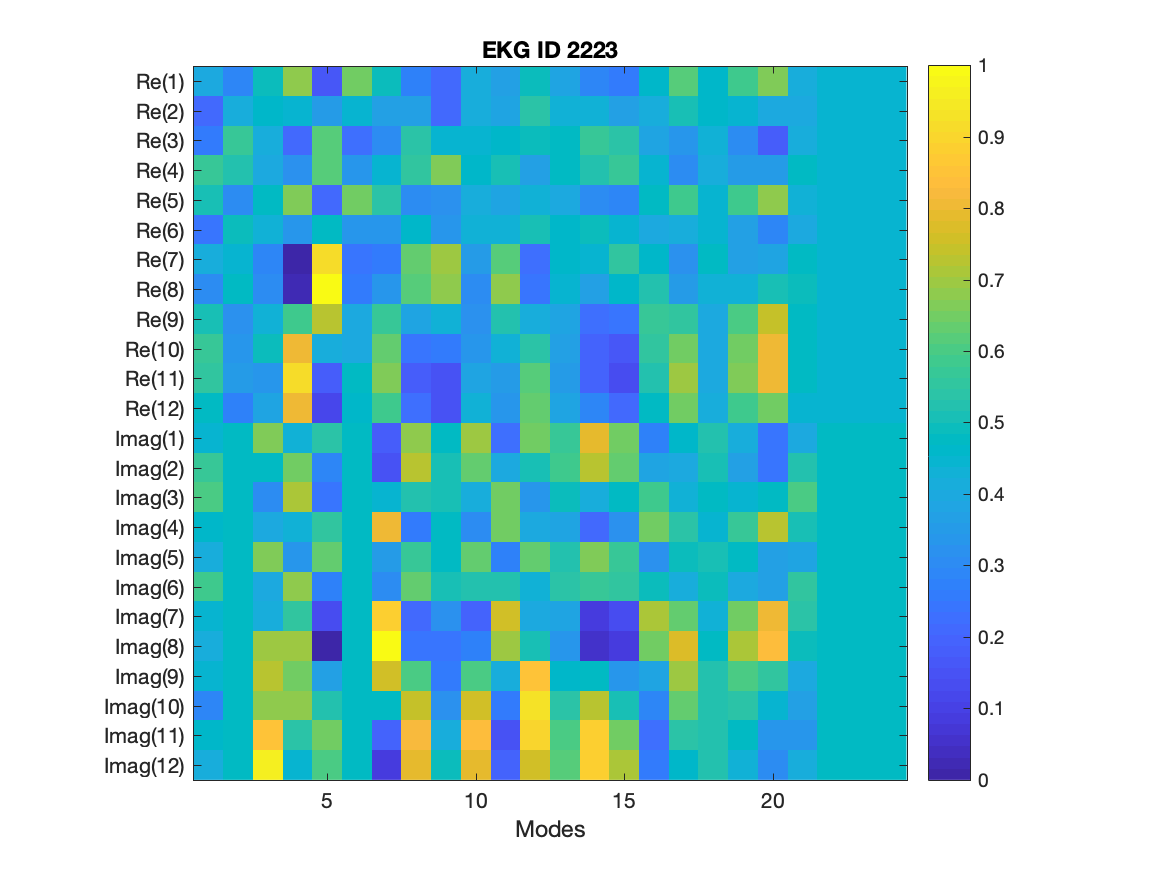 EKG ID 2223
Re(1)
Re(2)
Re(3)
Re(4)
Re(5)
Re(6)
Re(7)
Re(8)
Re(9)
Re(10)
Re(11)
Re(12)
Imag(1)
Imag(2)
Imag(3)
Imag(4)
Imag(5)
Imag(6)
Imag(7)
Imag(8)
Imag(9)
Imag(10)
Imag(11)
Imag(12)
5 10 15 20
Modes
1
0.9
0.8
0.7
0.6
0.5
0.4
0.3
0.2
0.1
0